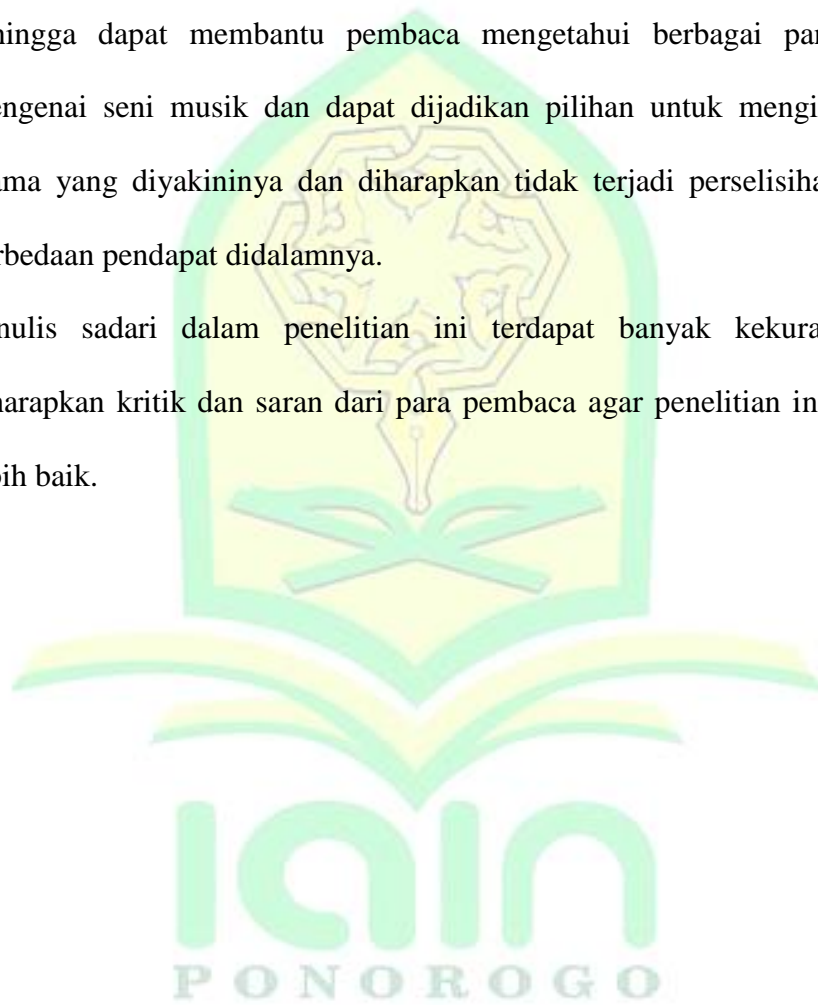 hingga dapat membantu pembaca mengetahui berbagai par
engenai seni musik dan dapat dijadikan pilihan untuk mengi
ama yang diyakininya dan diharapkan tidak terjadi perselisiha
rbedaan pendapat didalamnya.
nulis sadari dalam penelitian ini terdapat banyak kekura
harapkan kritik dan saran dari para pembaca agar penelitian in
bih baik.
iain
PONOROGO